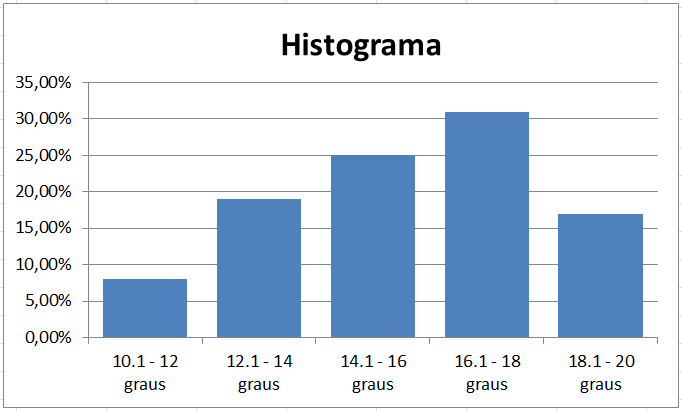 Histograma
35,00%
30,00%
25,00%
20,00%
15,00%
10,00%
5,00%
0,00%
10.1 - 12 graus
12.1 - 14 graus
14.1 - 16 graus
16.1 - 18 graus
18.1 - 20 graus